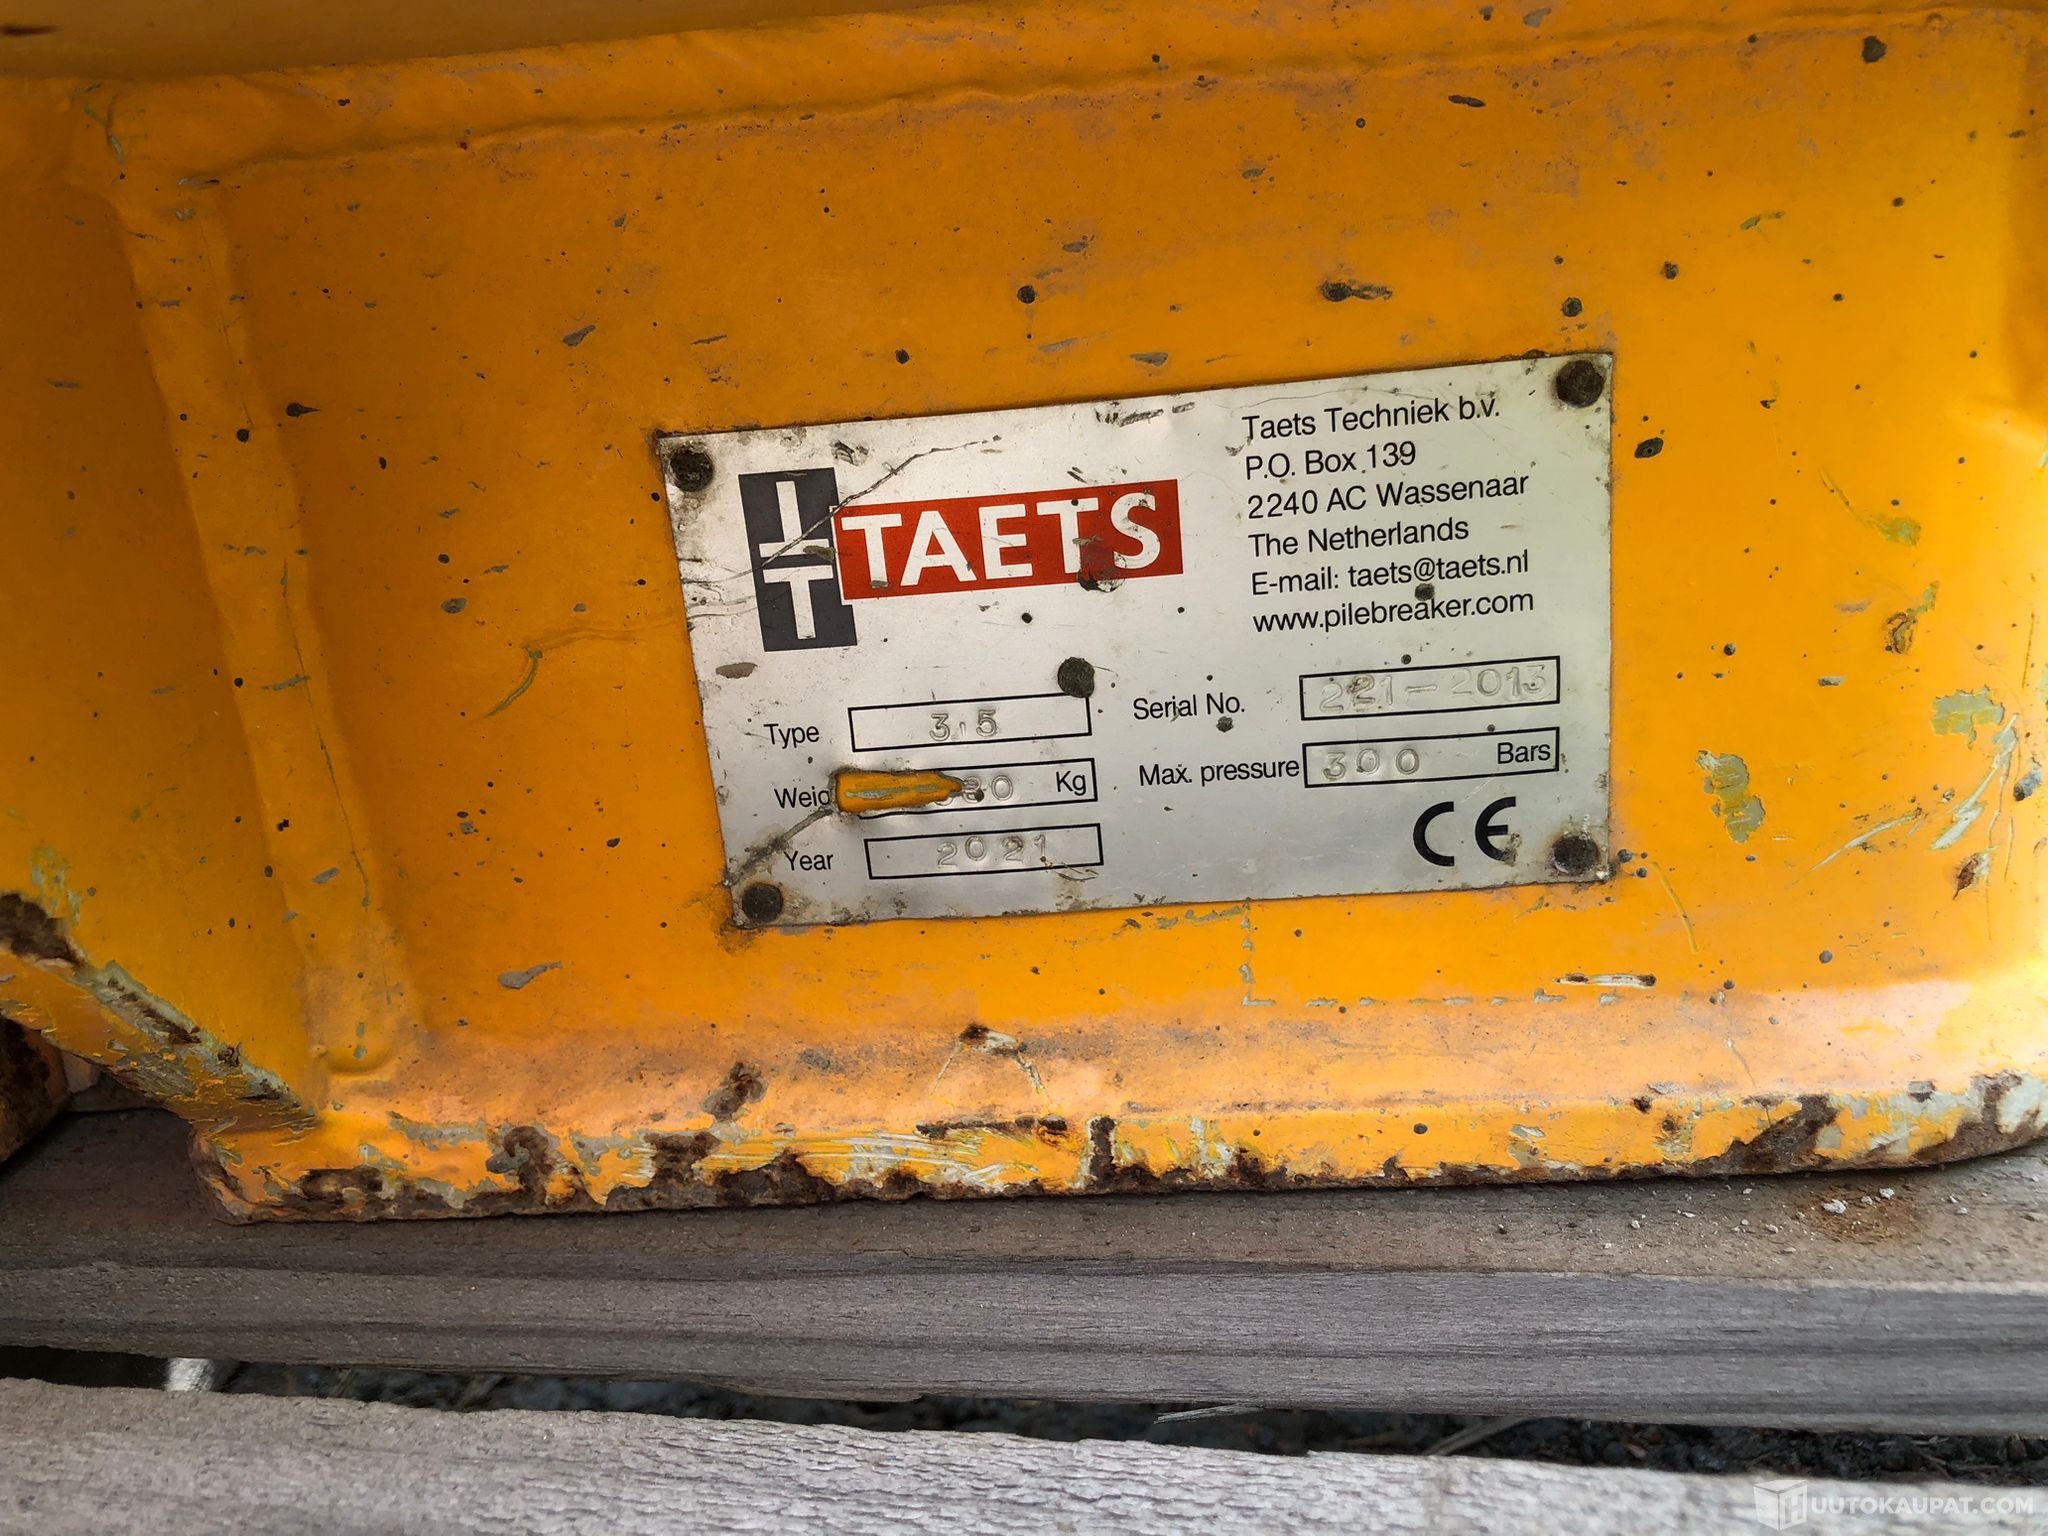 TAETS
Taets Techniek b.v.
P.O. Box 139
2240 AC Wassenaar
The Netherlands
E-mail: taets@taets.nl
www.pilebreaker.com
Type 3,5
Serial No. 221-2013
Kg
Max. pressure 300 Bars
Year 2021
CE
HUUTOKAUPAT.COM